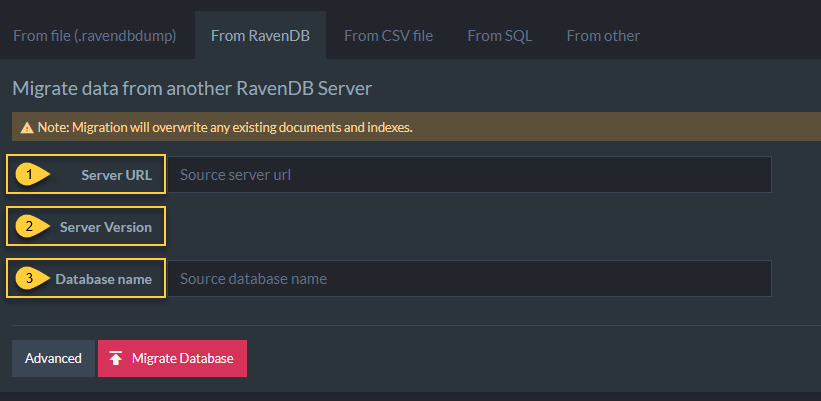 From file (.ravendbdump) From RavenDB From CSV file From SQL From other
Migrate data from another RavenDB Server
Note: Migration will overwrite any existing documents and indexes.
1 Server URL Source server url
2 Server Version
3 Database name Source database name
Advanced Migrate Database